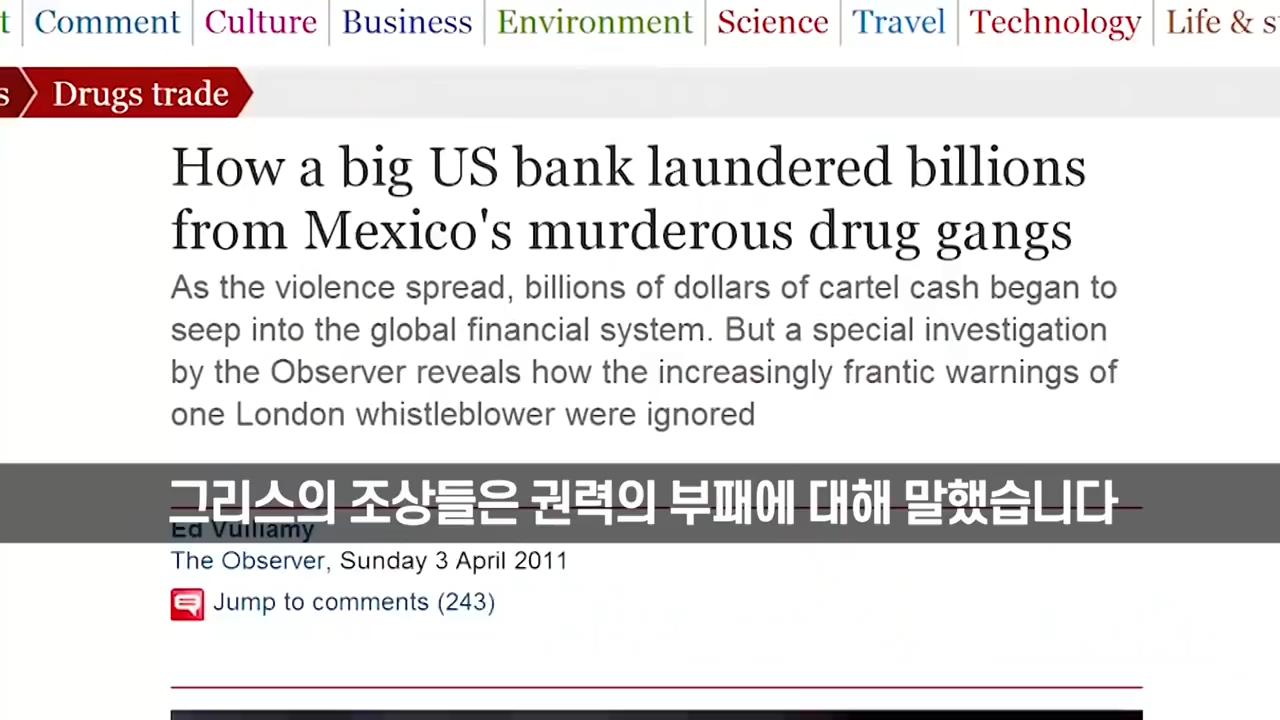 t Comment Culture Business Environment Science Travel Technology Life & s
s Drugs trade
How a big US bank laundered billions
from Mexico's murderous drug gangs
As the violence spread, billions of dollars of cartel cash began to
seep into the global financial system. But a special investigation
by the Observer reveals how the increasingly frantic warnings of
one London whistleblower were ignored
그리스의 조상들은 권력의 부패에 대해 말했습니다
Ed Vulliamy
The Observer, Sunday 3 April 2011
Jump to comments (243)